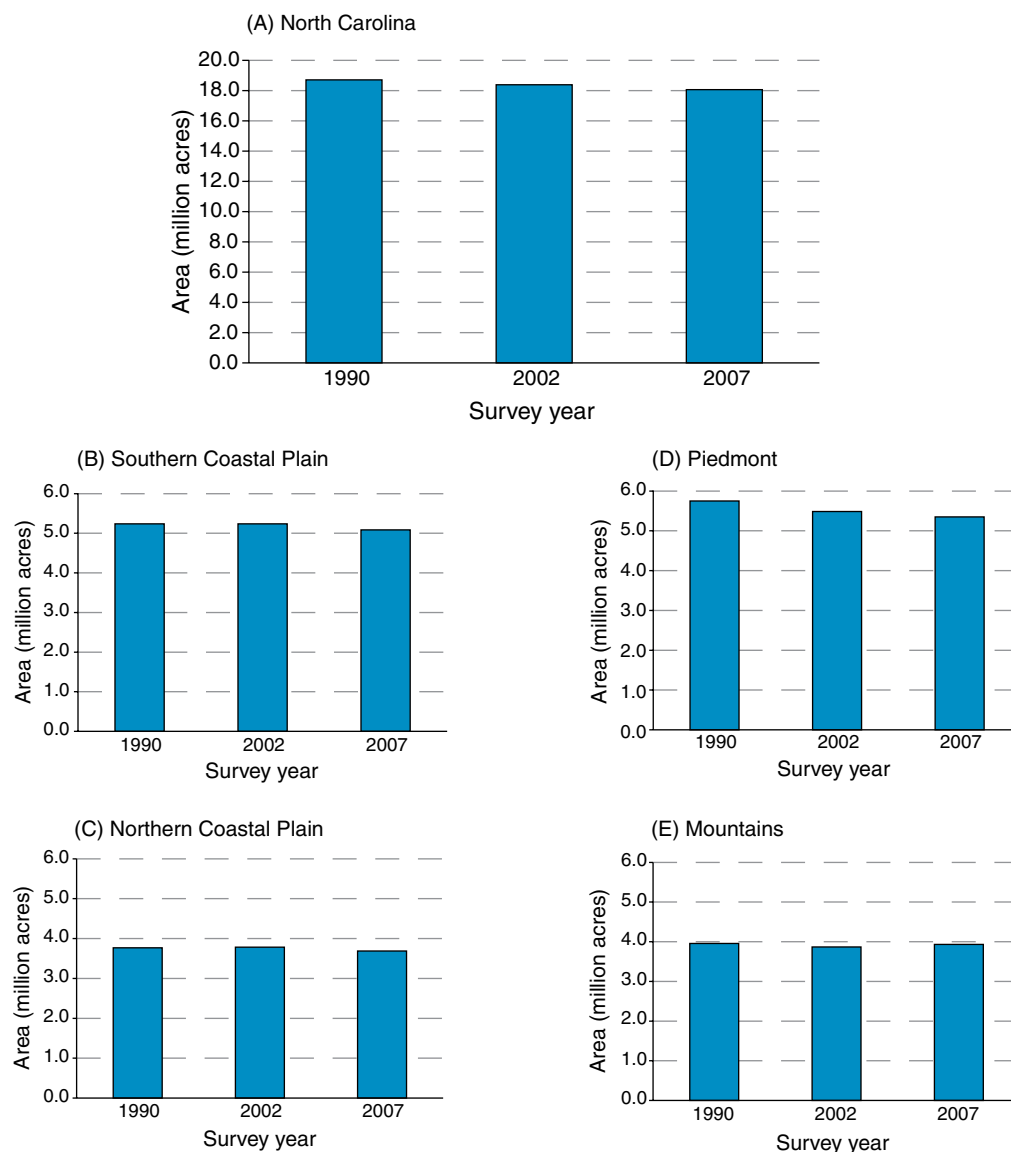 (A) North Carolina
20.0
18.0
16.0
14.0
12.0
10.0
8.0
6.0
4.0
2.0
0.0
Area (million acres)
1990 2002 2007
Survey year
(B) Southern Coastal Plain
6.0
5.0
4.0
3.0
2.0
1.0
0.0
Area (million acres)
1990 2002 2007
Survey year
(D) Piedmont
6.0
5.0
4.0
3.0
2.0
1.0
0.0
Area (million acres)
1990 2002 2007
Survey year
(C) Northern Coastal Plain
6.0
5.0
4.0
3.0
2.0
1.0
0.0
Area (million acres)
1990 2002 2007
Survey year
(E) Mountains
6.0
5.0
4.0
3.0
2.0
1.0
0.0
Area (million acres)
1990 2002 2007
Survey year